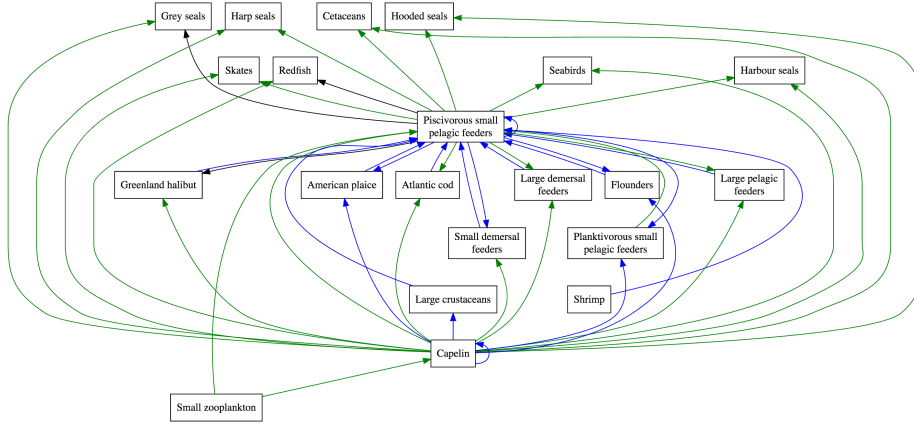 Grey seals
Harp seals
Cetaceans
Hooded seals
Skates
Redfish
Seabirds
Harbour seals
Piscivorous small
pelagic feeders
Greenland halibut
American plaice
Atlantic cod
Large demersal
feeders
Flounders
Large pelagic
feeders
Small demersal
feeders
Planktivorous small
pelagic feeders
Large crustaceans
Shrimp
Capelin
Small zooplankton